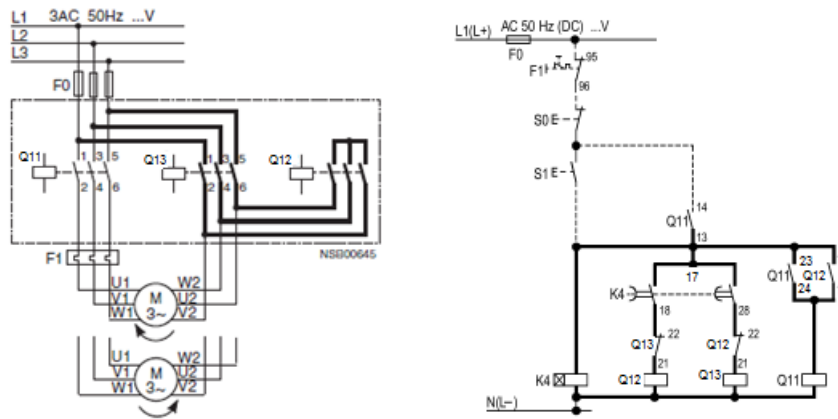 L1 3AC 50Hz ...V
L2
L3
F0
Q11 1 3 5 Q13 1 3 5 Q12
2 4 6 2 4 6
NSB00645
F1
U1 W2
V1 M U2
W1 3~ V2
U1 W2
V1 M U2
W1 3~ V2
L1(L+) AC 50 Hz (DC) ...V
F0
F1 95
96
S0E
S1E
14
Q11
13
17 23
Q11 Q12
24
K4
18 28
Q13 22 Q12 22
21 21
K4 Q12 Q13 Q11
N(L–)